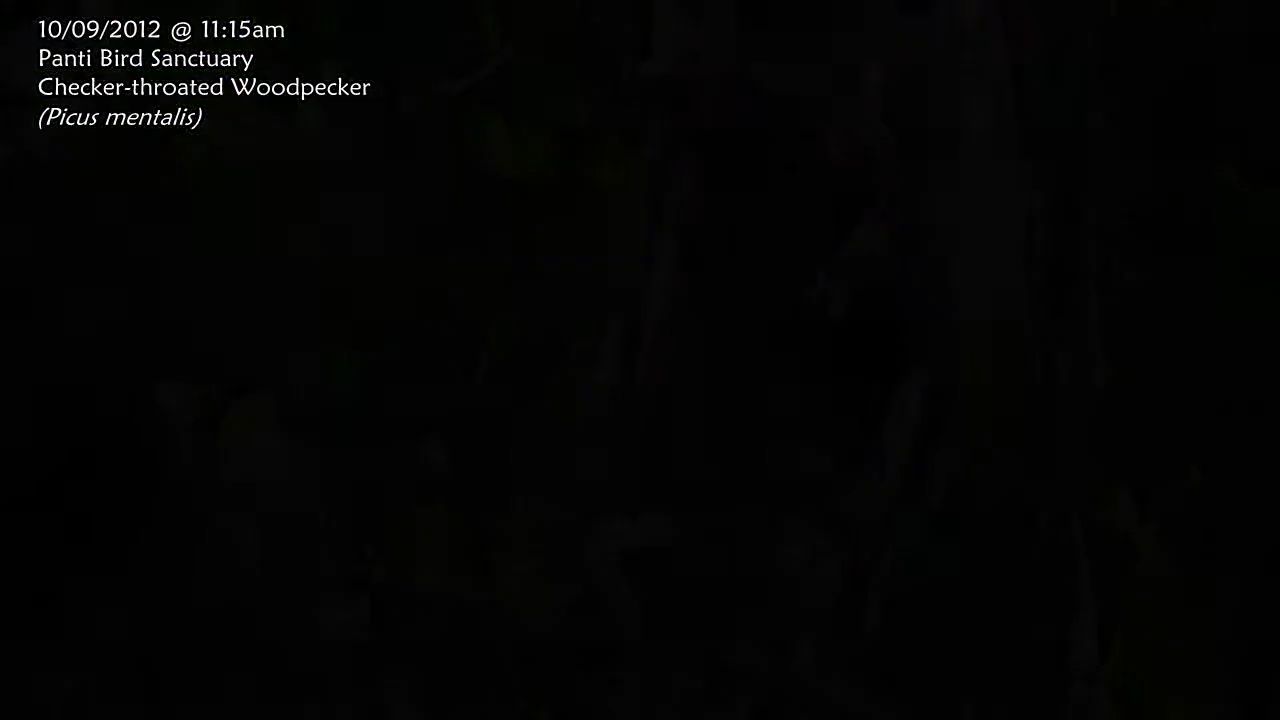 10/09/2012 @ 11:15am
Panti Bird Sanctuary
Checker-throated Woodpecker
(Picus mentalis)